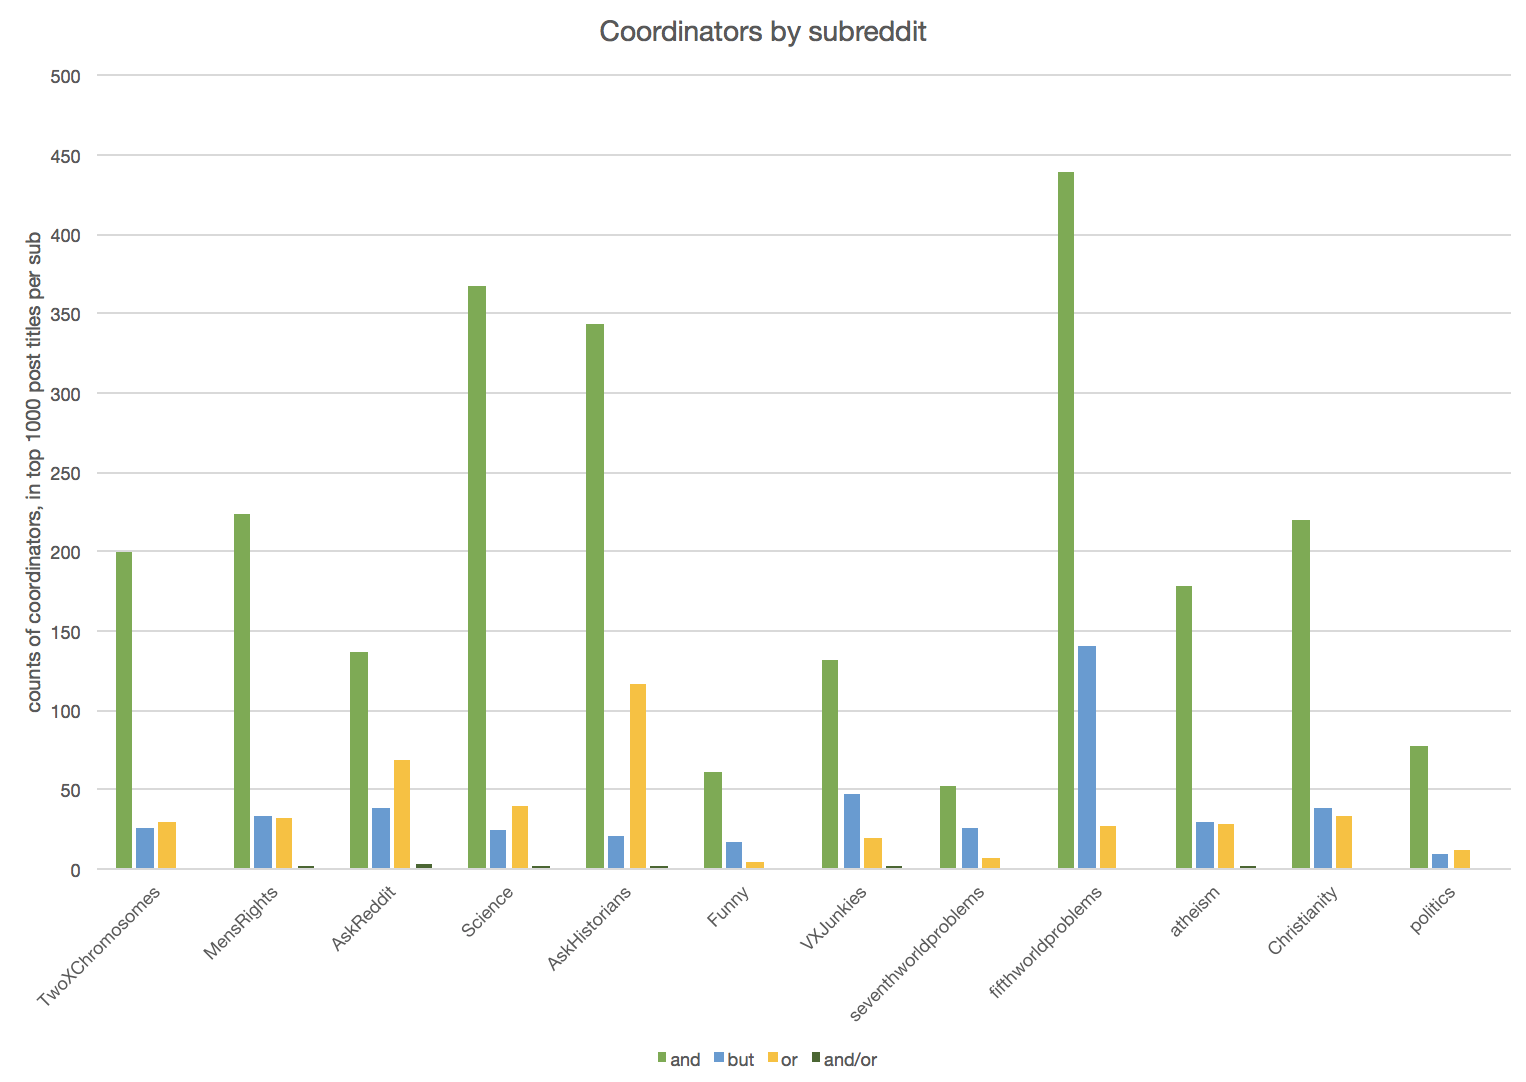 Coordinators by subreddit
counts of coordinators, in top 1000 post titles per sub
500
450
400
350
300
250
200
150
100
50
0
TwoXChromosomes
MensRights
AskReddit
Science
AskHistorians
Funny
VXJunkies
seventhworldproblems
fifthworldproblems
atheism
Christianity
politics
and but or and/or